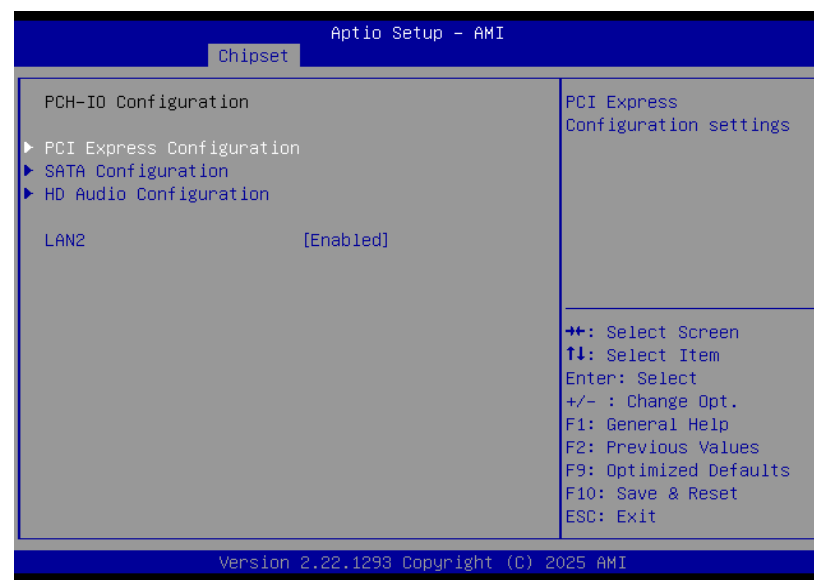 Aptio Setup – AMI
Chipset
PCH-IO Configuration
PCI Express Configuration
SATA Configuration
HD Audio Configuration
LAN2 [Enabled]
PCI Express
Configuration settings
→←: Select Screen
↑↓: Select Item
Enter: Select
+/- : Change Opt.
F1: General Help
F2: Previous Values
F9: Optimized Defaults
F10: Save & Reset
ESC: Exit
Version 2.22.1293 Copyright (C) 2025 AMI